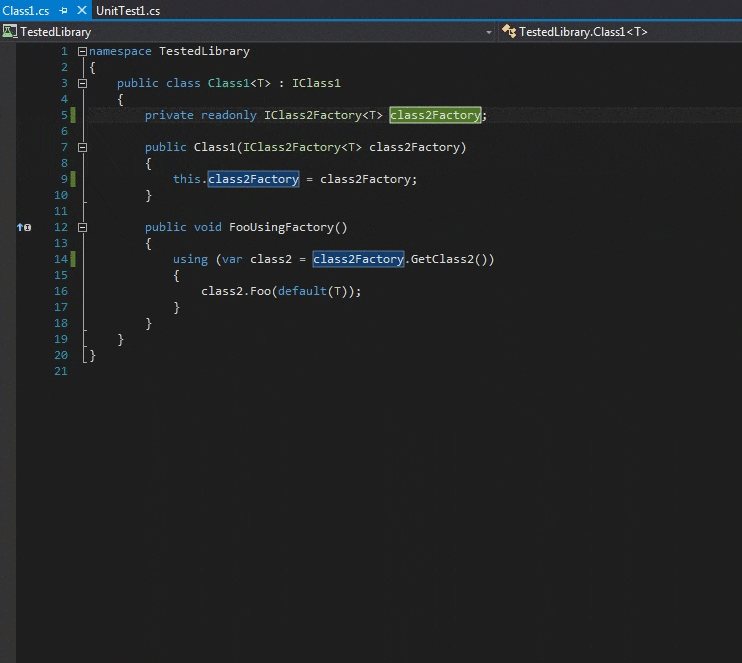 Class1.cs UnitTest1.cs
TestedLibrary TestedLibrary.Class1<T>
1 namespace TestedLibrary
2 {
3 public class Class1<T> : IClass1
4 {
5 private readonly IClass2Factory<T> class2Factory;
6
7 public Class1(IClass2Factory<T> class2Factory)
8 {
9 this.class2Factory = class2Factory;
10 }
11
12 public void FooUsingFactory()
13 {
14 using (var class2 = class2Factory.GetClass2())
15 {
16 class2.Foo(default(T));
17 }
18 }
19 }
20 }
21